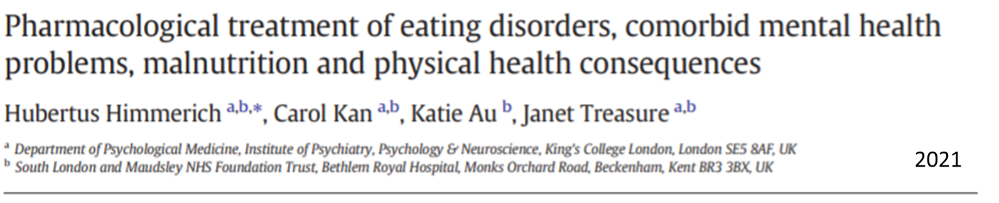 Pharmacological treatment of eating disorders, comorbid mental health
problems, malnutrition and physical health consequences
Hubertus Himmerich a,b,*, Carol Kan a,b, Katie Au b, Janet Treasure a,b
a Department of Psychological Medicine, Institute of Psychiatry, Psychology & Neuroscience, King's College London, London SE5 8AF, UK
b South London and Maudsley NHS Foundation Trust, Bethlem Royal Hospital, Monks Orchard Road, Beckenham, Kent BR3 3BX, UK
2021